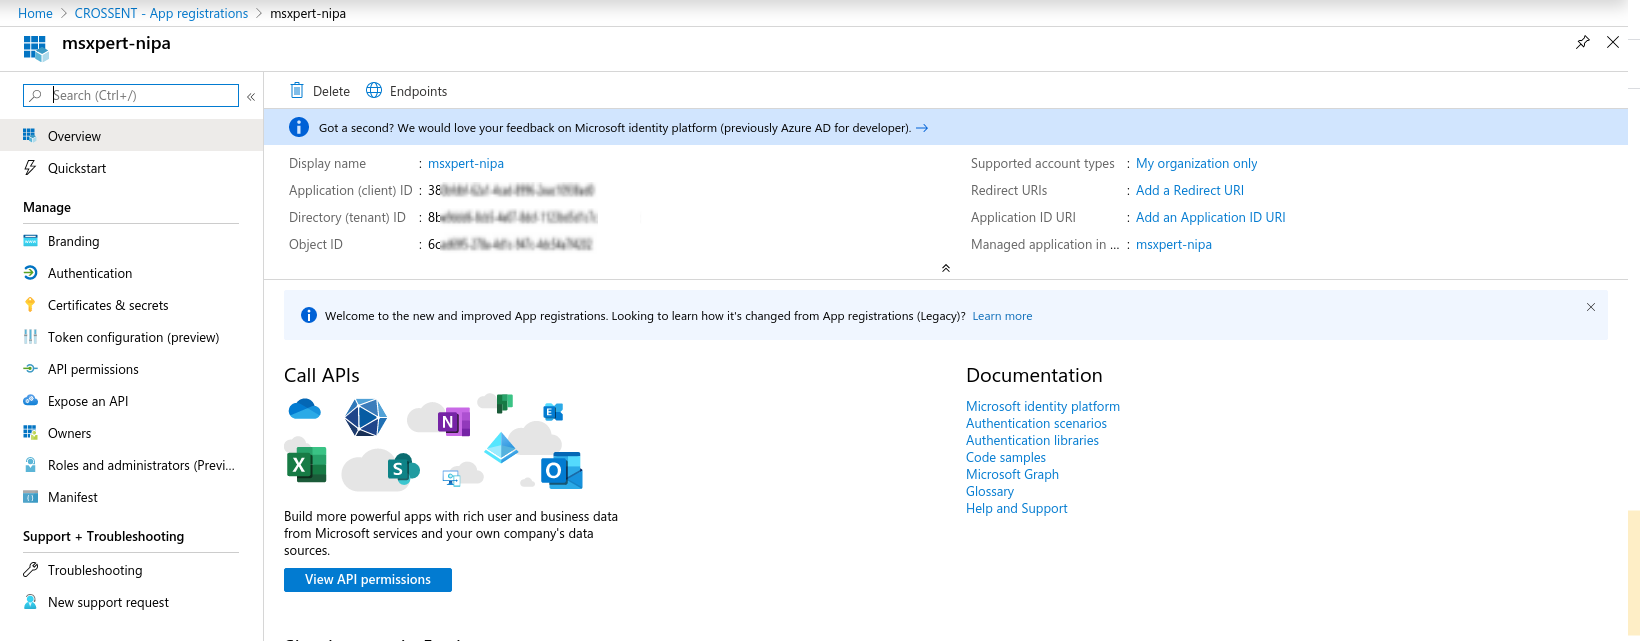 Home > CROSSENT - App registrations > msxpert-nipa
msxpert-nipa
Search (Ctrl+/)
«
Overview
Quickstart
Manage
Branding
Authentication
Certificates & secrets
Token configuration (preview)
API permissions
Expose an API
Owners
Roles and administrators (Previ...
Manifest
Support + Troubleshooting
Troubleshooting
New support request
Delete Endpoints
Got a second? We would love your feedback on Microsoft identity platform (previously Azure AD for developer). →
Display name : msxpert-nipa
Application (client) ID : 38
Directory (tenant) ID : 8b
Object ID : 6c
Supported account types : My organization only
Redirect URIs : Add a Redirect URI
Application ID URI : Add an Application ID URI
Managed application in ... : msxpert-nipa
Welcome to the new and improved App registrations. Looking to learn how it's changed from App registrations (Legacy)? Learn more
Call APIs
N
E
X
S
O
Build more powerful apps with rich user and business data
from Microsoft services and your own company's data
sources.
View API permissions
Documentation
Microsoft identity platform
Authentication scenarios
Authentication libraries
Code samples
Microsoft Graph
Glossary
Help and Support